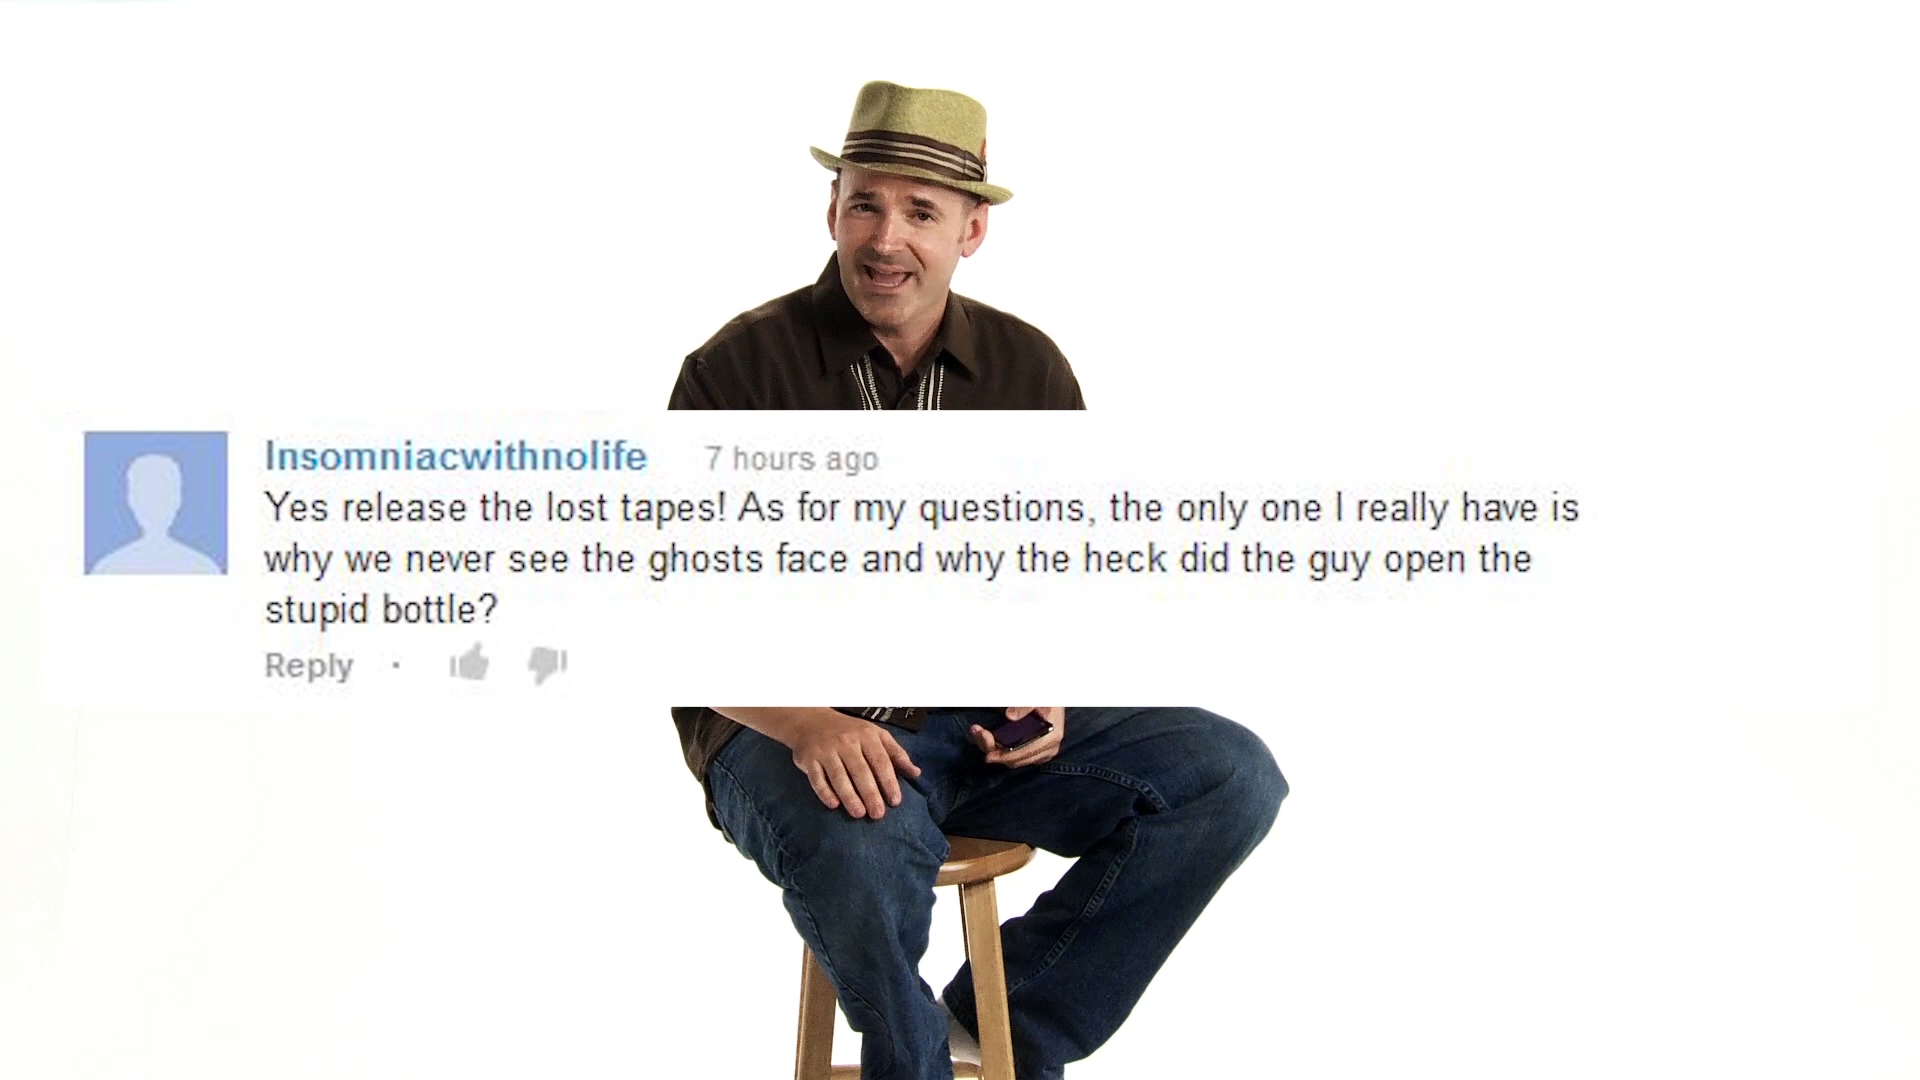 Insomniacwithnolife 7 hours ago
Yes release the lost tapes! As for my questions, the only one I really have is
why we never see the ghosts face and why the heck did the guy open the
stupid bottle?
Reply ·